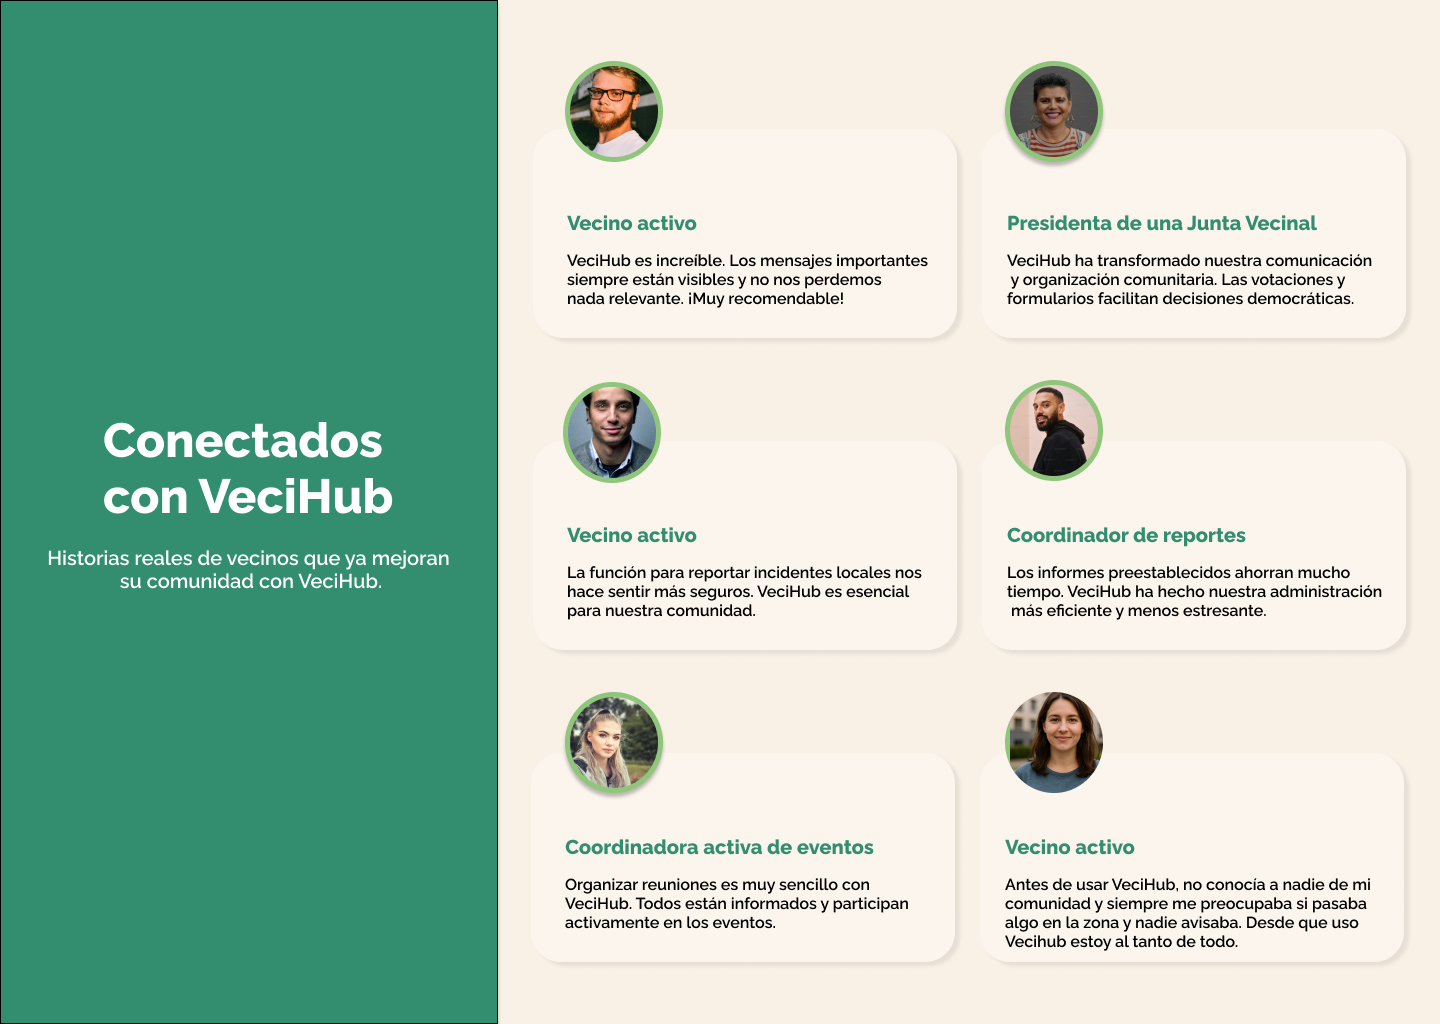 Conectados
con VeciHub
Historias reales de vecinos que ya mejoran
su comunidad con VeciHub.
Vecino activo
VeciHub es increíble. Los mensajes importantes
siempre están visibles y no nos perdemos
nada relevante. ¡Muy recomendable!
Presidenta de una Junta Vecinal
VeciHub ha transformado nuestra comunicación
y organización comunitaria. Las votaciones y
formularios facilitan decisiones democráticas.
Vecino activo
La función para reportar incidentes locales nos
hace sentir más seguros. VeciHub es esencial
para nuestra comunidad.
Coordinador de reportes
Los informes preestablecidos ahorran mucho
tiempo. VeciHub ha hecho nuestra administración
más eficiente y menos estresante.
Coordinadora activa de eventos
Organizar reuniones es muy sencillo con
VeciHub. Todos están informados y participan
activamente en los eventos.
Vecino activo
Antes de usar VeciHub, no conocía a nadie de mi
comunidad y siempre me preocupaba si pasaba
algo en la zona y nadie avisaba. Desde que uso
Vecihub estoy al tanto de todo.